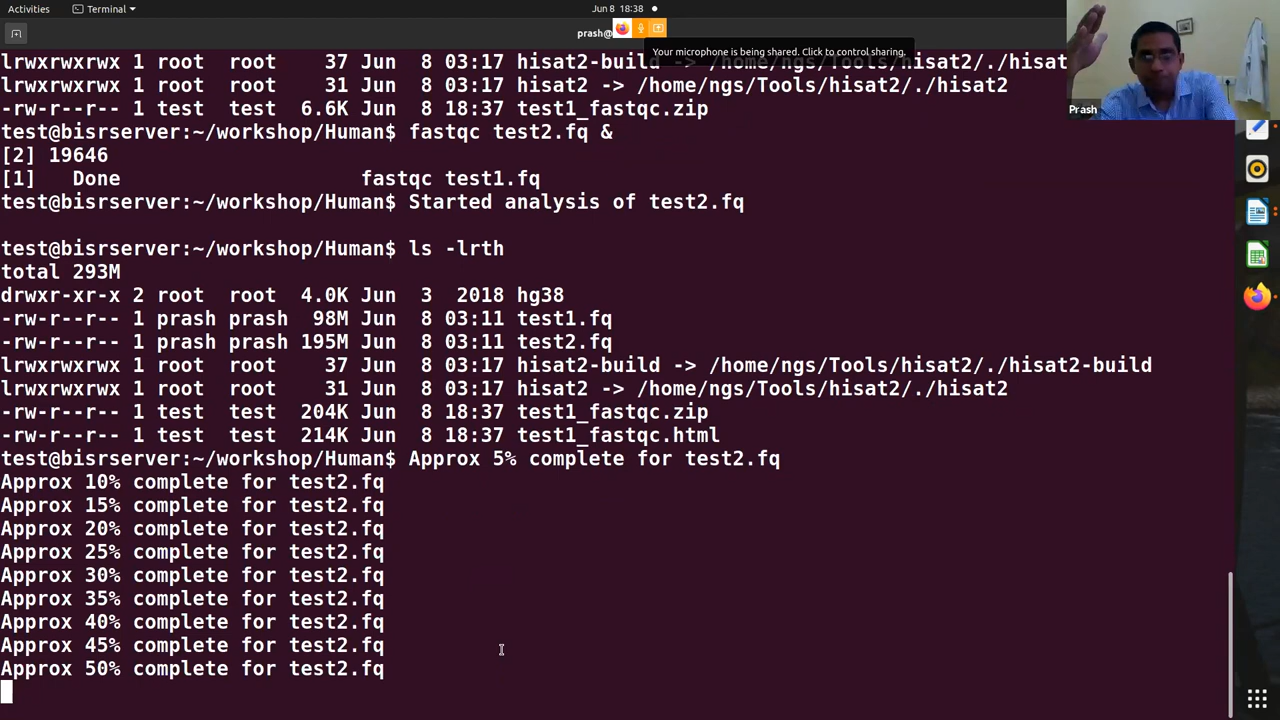 Activities
Terminal
Jun 8 18:38
prash@
Your microphone is being shared. Click to control sharing.
Prash
lrwxrwxrwx 1 root root 37 Jun 8 03:17 hisat2-build -> /home/ngs/Tools/hisat2/./hisat
lrwxrwxrwx 1 root root 31 Jun 8 03:17 hisat2 -> /home/ngs/Tools/hisat2/./hisat2
-rw-r--r-- 1 test test 6.6K Jun 8 18:37 test1_fastqc.zip
test@bisrserver:~/workshop/Human$ fastqc test2.fq &
[2] 19646
[1] Done fastqc test1.fq
test@bisrserver:~/workshop/Human$ Started analysis of test2.fq
test@bisrserver:~/workshop/Human$ ls -lrth
total 293M
drwxr-xr-x 2 root root 4.0K Jun 3 2018 hg38
-rw-r--r-- 1 prash prash 98M Jun 8 03:11 test1.fq
-rw-r--r-- 1 prash prash 195M Jun 8 03:11 test2.fq
lrwxrwxrwx 1 root root 37 Jun 8 03:17 hisat2-build -> /home/ngs/Tools/hisat2/./hisat2-build
lrwxrwxrwx 1 root root 31 Jun 8 03:17 hisat2 -> /home/ngs/Tools/hisat2/./hisat2
-rw-r--r-- 1 test test 204K Jun 8 18:37 test1_fastqc.zip
-rw-r--r-- 1 test test 214K Jun 8 18:37 test1_fastqc.html
test@bisrserver:~/workshop/Human$ Approx 5% complete for test2.fq
Approx 10% complete for test2.fq
Approx 15% complete for test2.fq
Approx 20% complete for test2.fq
Approx 25% complete for test2.fq
Approx 30% complete for test2.fq
Approx 35% complete for test2.fq
Approx 40% complete for test2.fq
Approx 45% complete for test2.fq
Approx 50% complete for test2.fq